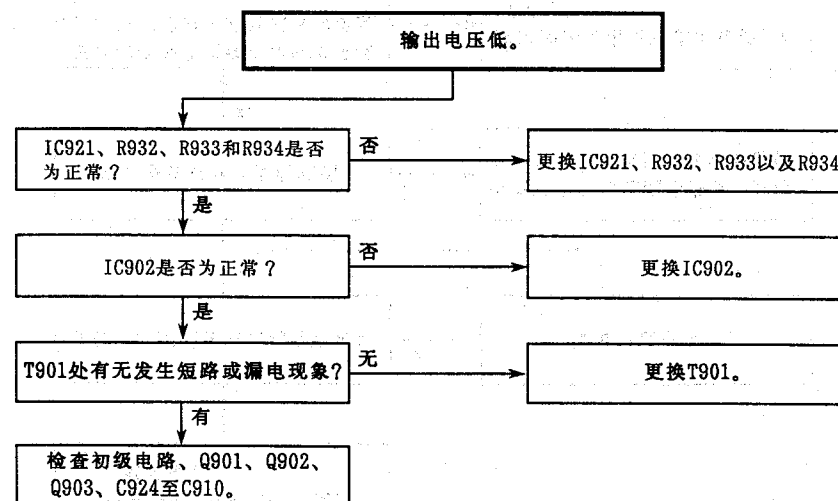 输出电压低。
IC921、R932、R933和R934是否
为正常？
否
更换IC921、R932、R933以及R934
是
IC902是否为正常？
否
更换IC902。
是
T901处有无发生短路或漏电现象？
无
更换T901。
有
检查初级电路、Q901、Q902、
Q903、C924至C910。